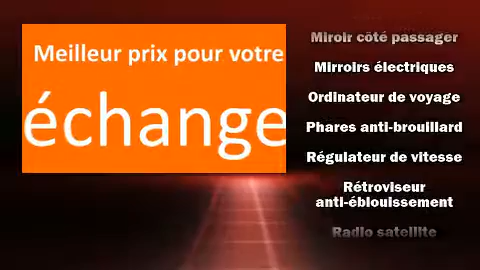 Meilleur prix pour votre
échange
Miroir côté passager
Mirroirs électriques
Ordinateur de voyage
Phares anti-brouillard
Régulateur de vitesse
Rétroviseur
anti-éblouissement
Radio satellite